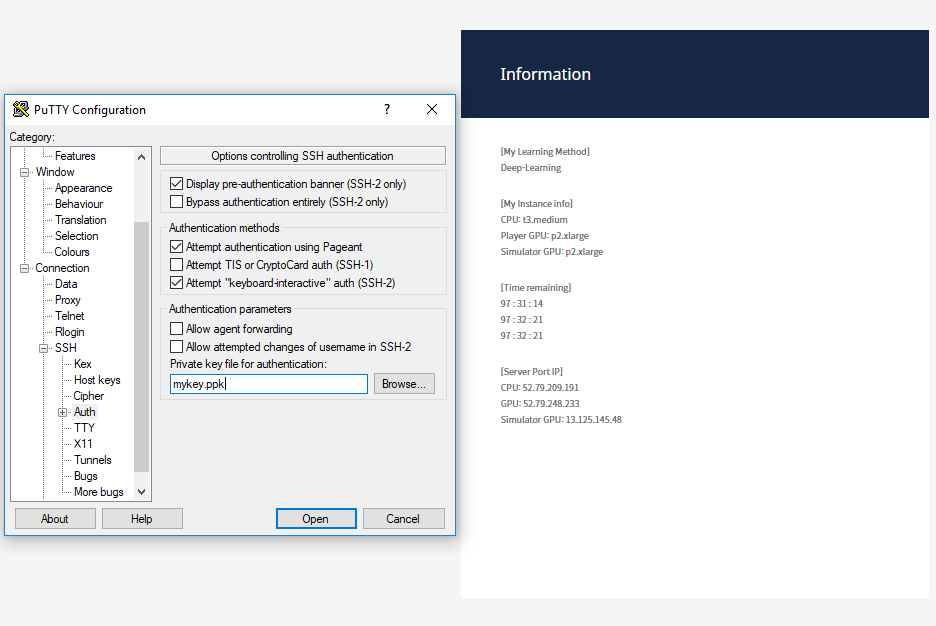 PuTTY Configuration
?
Category:
Features
Window
Appearance
Behaviour
Translation
Selection
Colours
Connection
Data
Proxy
Telnet
Rlogin
SSH
Kex
Host keys
Cipher
Auth
TTY
X11
Tunnels
Bugs
More bugs
Options controlling SSH authentication
Display pre-authentication banner (SSH-2 only)
Bypass authentication entirely (SSH-2 only)
Authentication methods
Attempt authentication using Pageant
Attempt TIS or CryptoCard auth (SSH-1)
Attempt "keyboard-interactive" auth (SSH-2)
Authentication parameters
Allow agent forwarding
Allow attempted changes of username in SSH-2
Private key file for authentication:
mykey.ppk
Browse...
About
Help
Open
Cancel
Information
[My Learning Method]
Deep-Learning
[My Instance info]
CPU: t3.medium
Player GPU: p2.xlarge
Simulator GPU: p2.xlarge
[Time remaining]
97 : 31 : 14
97 : 32 : 21
97 : 32 : 21
[Server Port IP]
CPU: 52.79.209.191
GPU: 52.79.248.233
Simulator GPU: 13.125.145.48